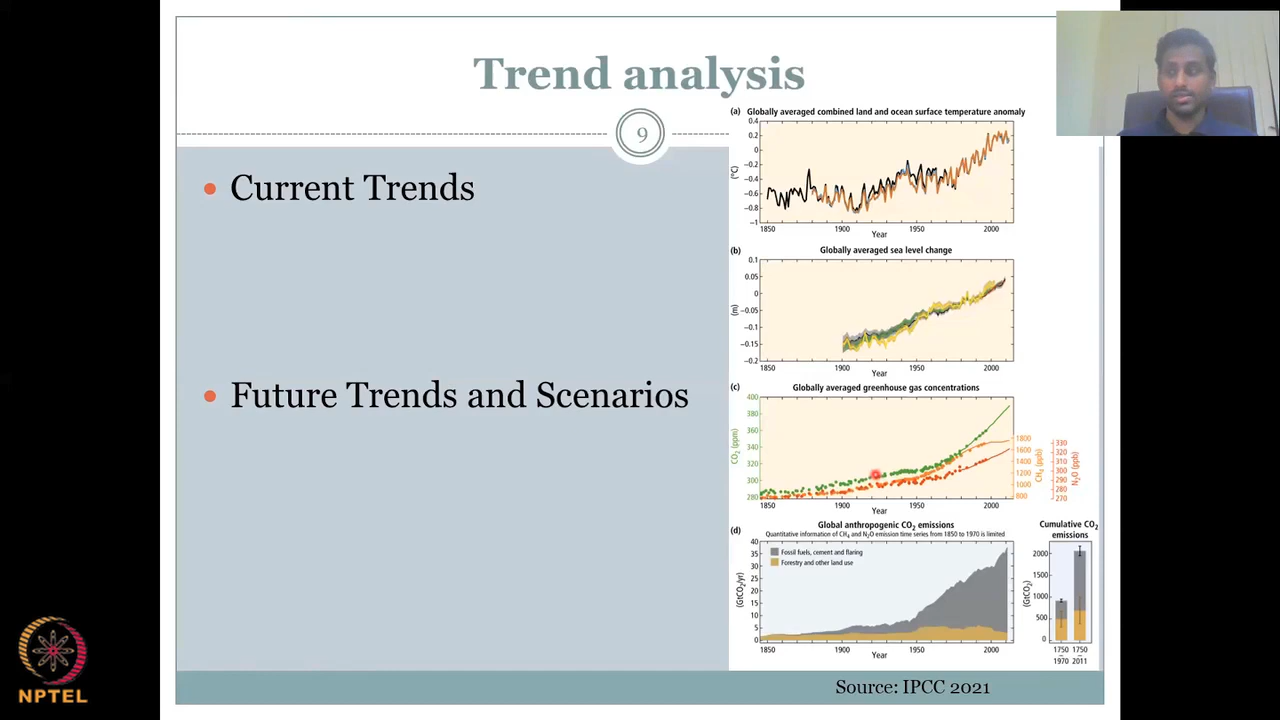 Trend analysis
9
• Current Trends
• Future Trends and Scenarios
(a) Globally averaged combined land and ocean surface temperature anomaly
0.4
0.2
0
−0.2
−0.4
−0.6
−0.8
−1
(°C)
1850 1900 1950 2000
Year
(b) Globally averaged sea level change
0.1
0.05
0
−0.05
−0.1
−0.15
−0.2
(m)
1850 1900 1950 2000
Year
(c) Globally averaged greenhouse gas concentrations
400
380
360
340
320
300
280
CO2 (ppm)
1800
1600
1400
1200
1000
800
CH4 (ppb)
330
320
310
300
290
280
270
N2O (ppb)
1850 1900 1950 2000
Year
(d) Global anthropogenic CO2 emissions
Quantitative information of CH4 and N2O emission time series from 1850 to 1970 is limited
40
35
30
25
20
15
10
5
0
(GtCO2/yr)
Fossil fuels, cement and flaring
Forestry and other land use
1850 1900 1950 2000
Year
Cumulative CO2
emissions
2000
1500
1000
500
0
(GtCO2)
1750 1750
– –
1970 2011
Source: IPCC 2021
NPTEL